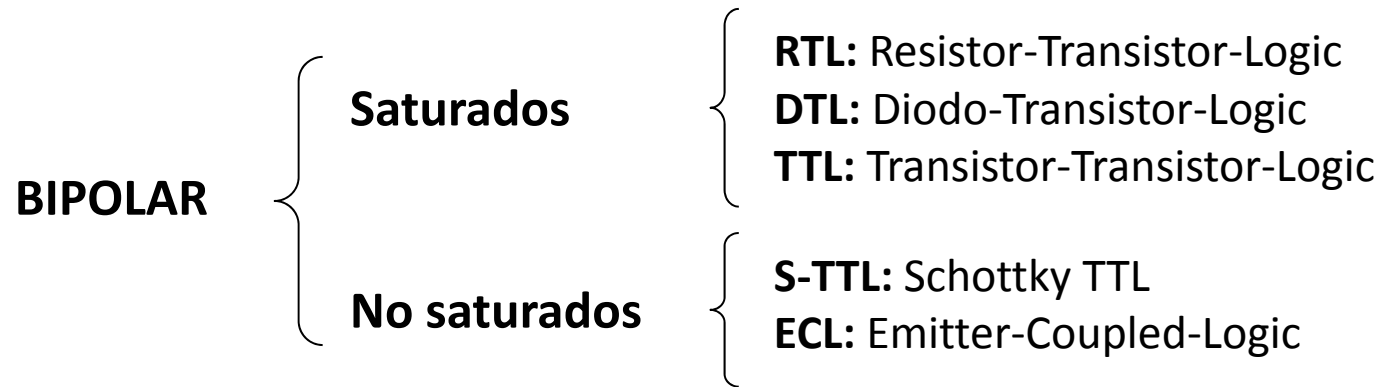 BIPOLAR
Saturados
RTL: Resistor-Transistor-Logic
DTL: Diodo-Transistor-Logic
TTL: Transistor-Transistor-Logic
No saturados
S-TTL: Schottky TTL
ECL: Emitter-Coupled-Logic